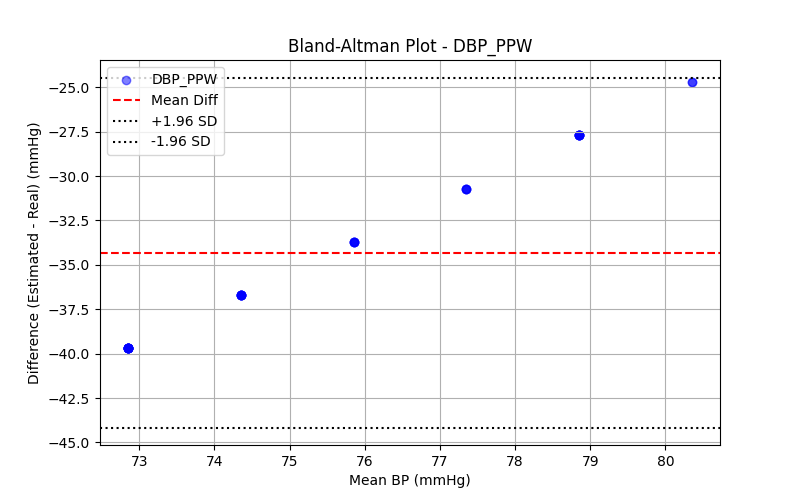 Bland-Altman Plot - DBP_PPW
DBP_PPW
Mean Diff
+1.96 SD
-1.96 SD
Difference (Estimated - Real) (mmHg)
−25.0
−27.5
−30.0
−32.5
−35.0
−37.5
−40.0
−42.5
−45.0
73 74 75 76 77 78 79 80
Mean BP (mmHg)